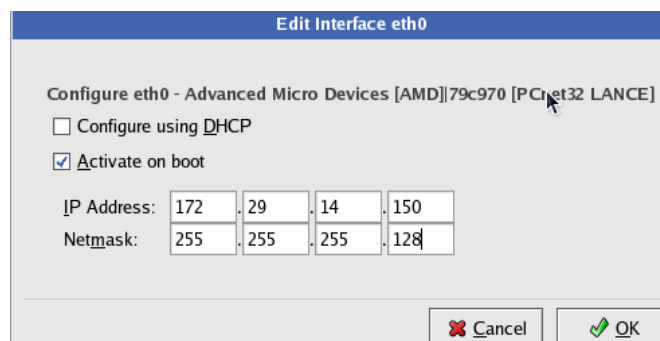 Edit Interface eth0
Configure eth0 - Advanced Micro Devices [AMD]|79c970 [PCnet32 LANCE]
Configure using DHCP
Activate on boot
IP Address: 172 . 29 . 14 . 150
Netmask: 255 . 255 . 255 . 128
Cancel OK